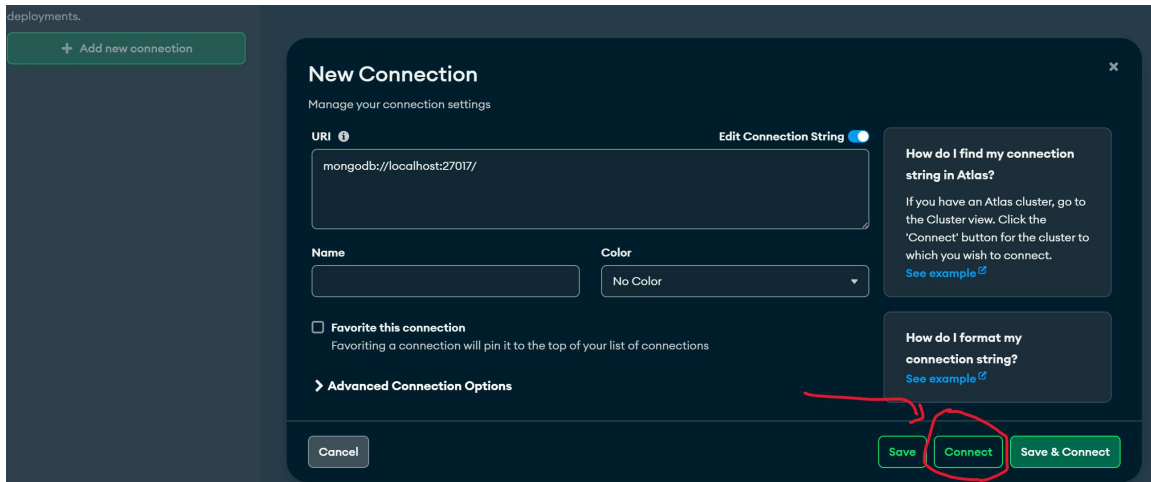 deployments.
+ Add new connection
New Connection
Manage your connection settings
URI
Edit Connection String
mongodb://localhost:27017/
Name
Color
No Color
Favorite this connection
Favoriting a connection will pin it to the top of your list of connections
Advanced Connection Options
How do I find my connection
string in Atlas?
If you have an Atlas cluster, go to
the Cluster view. Click the
'Connect' button for the cluster to
which you wish to connect.
See example
How do I format my
connection string?
See example
Cancel
Save
Connect
Save & Connect